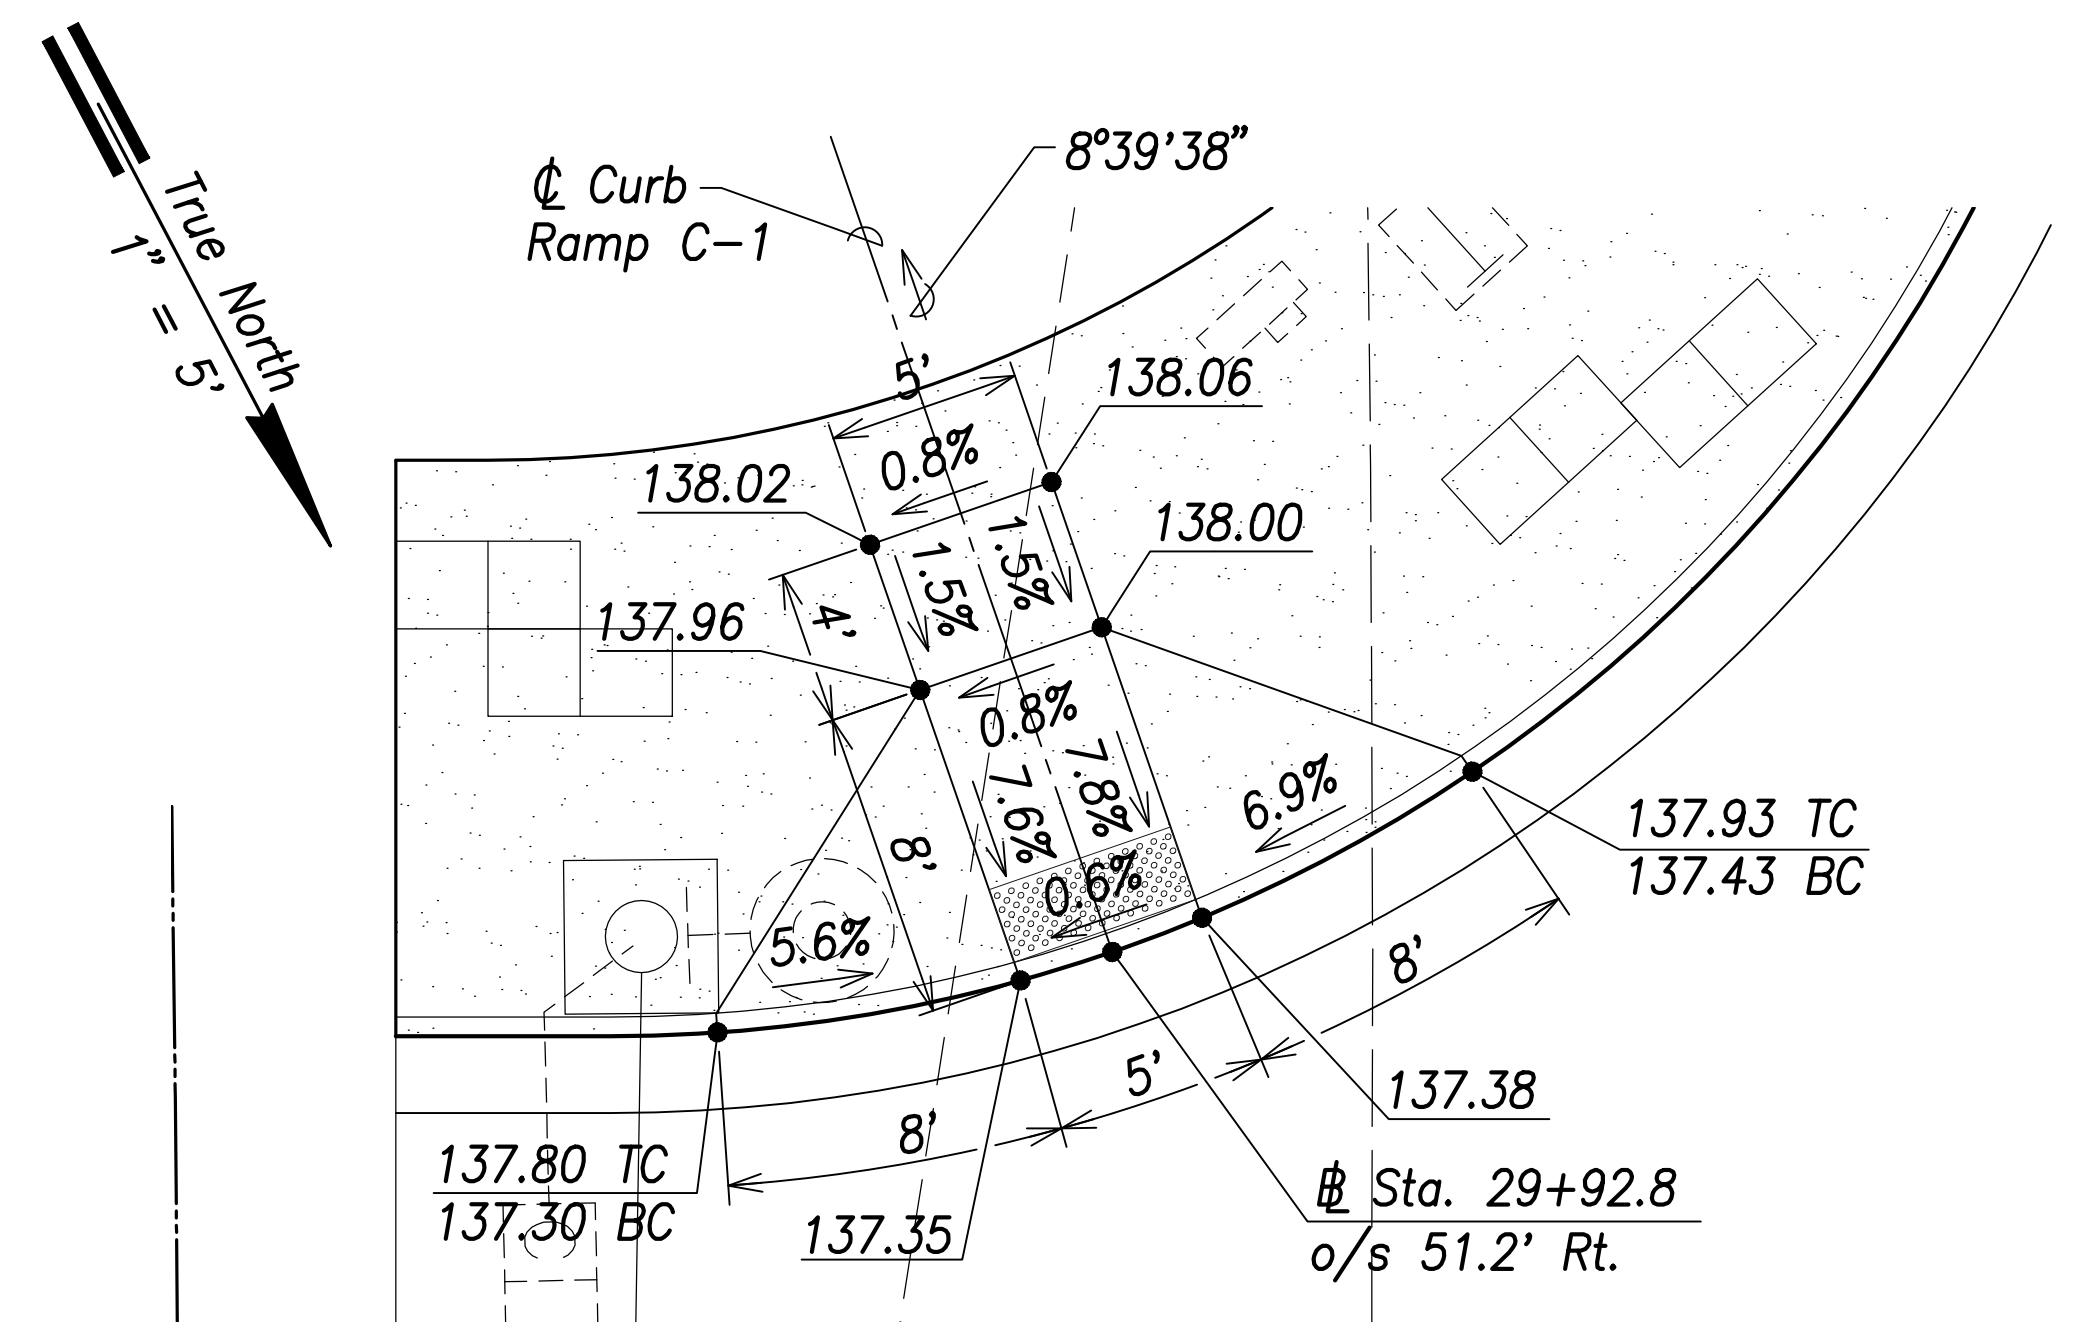 True North
1" = 5'
℄ Curb
Ramp C-1
8°39'38"
5'
138.06
0.8%
138.02
138.00
1.5%
1.5%
4'
137.96
0.8%
7.8%
7.6%
6.9%
137.93 TC
137.43 BC
8'
0.6%
5.6%
8'
5'
8'
137.38
137.80 TC
137.30 BC
137.35
BL Sta. 29+92.8
o/s 51.2' Rt.